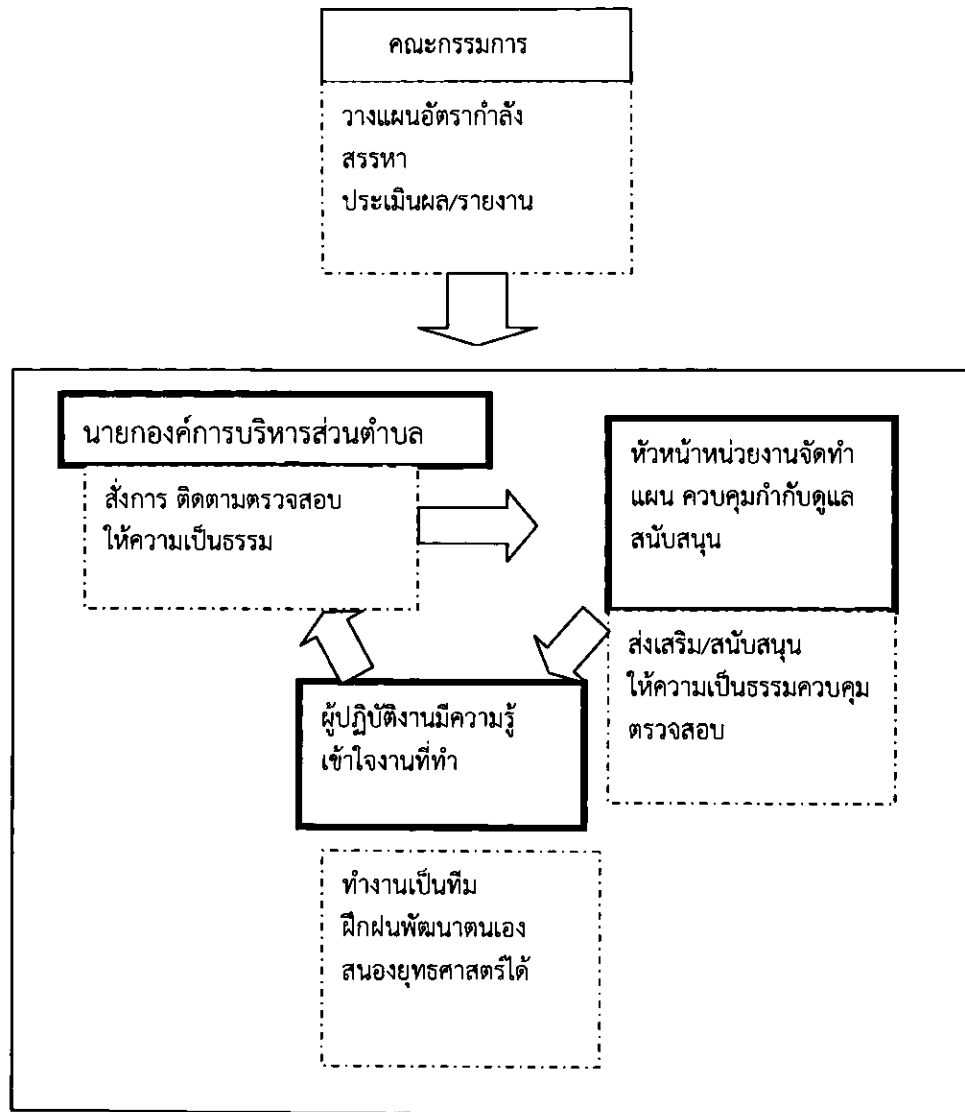 คณะกรรมการ
วางแผนอัตรากำลัง
สรรหา
ประเมินผล/รายงาน
นายกองค์การบริหารส่วนตำบล
สั่งการ ติดตามตรวจสอบ
ให้ความเป็นธรรม
หัวหน้าหน่วยงานจัดทำ
แผน ควบคุมกำกับดูแล
สนับสนุน
ส่งเสริม/สนับสนุน
ให้ความเป็นธรรมควบคุม
ตรวจสอบ
ผู้ปฏิบัติงานมีความรู้
เข้าใจงานที่ทำ
ทำงานเป็นทีม
ฝึกฝนพัฒนาตนเอง
สนองยุทธศาสตร์ได้